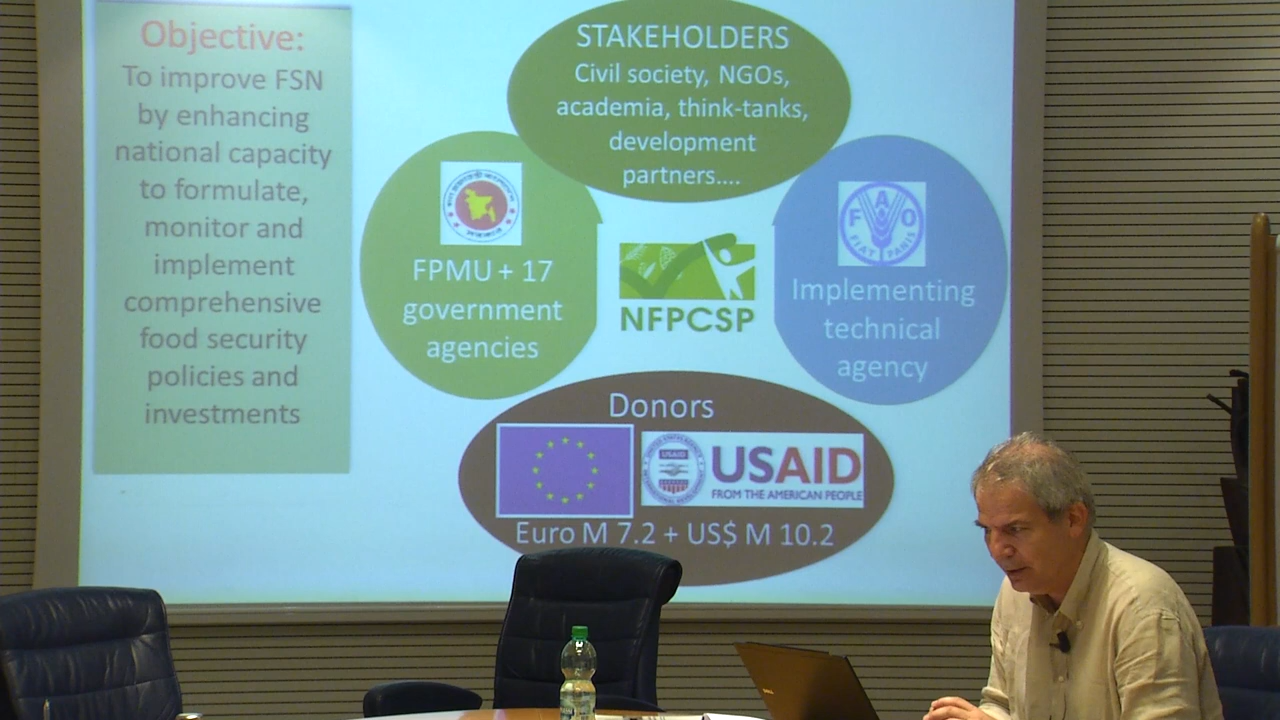 Objective:
To improve FSN
by enhancing
national capacity
to formulate,
monitor and
implement
comprehensive
food security
policies and
investments
STAKEHOLDERS
Civil society, NGOs,
academia, think-tanks,
development
partners....
FPMU + 17
government
agencies
NFPCSP
F A O
FIAT PANIS
Implementing
technical
agency
Donors
USAID
USAID
FROM THE AMERICAN PEOPLE
Euro M 7.2 + US$ M 10.2